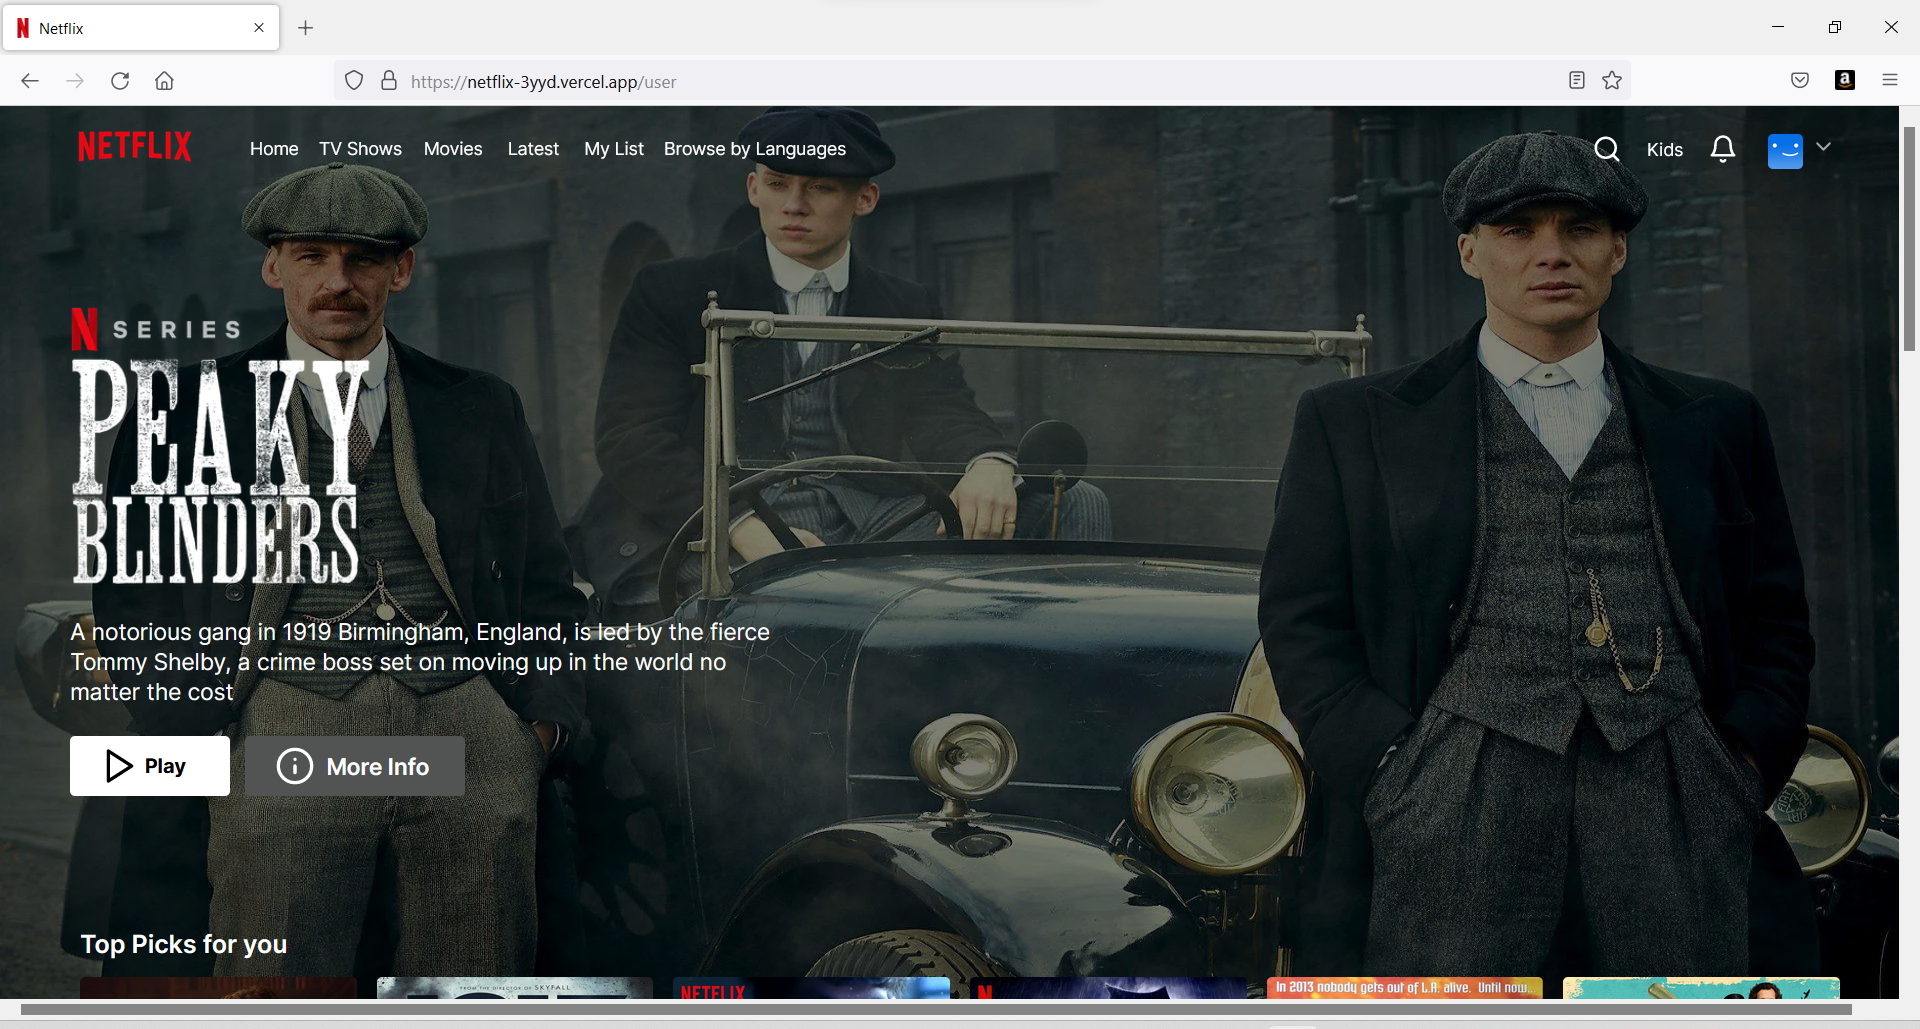 Netflix
https://netflix-3yyd.vercel.app/user
NETFLIX
Home TV Shows Movies Latest My List Browse by Languages
Kids
N SERIES
PEAKY
BLINDERS
A notorious gang in 1919 Birmingham, England, is led by the fierce
Tommy Shelby, a crime boss set on moving up in the world no
matter the cost
Play More Info
Top Picks for you
FROM THE DIRECTOR OF SKYFALL
NETFLIX
N
In 2013 nobody gets out of L.A. alive. Until now...